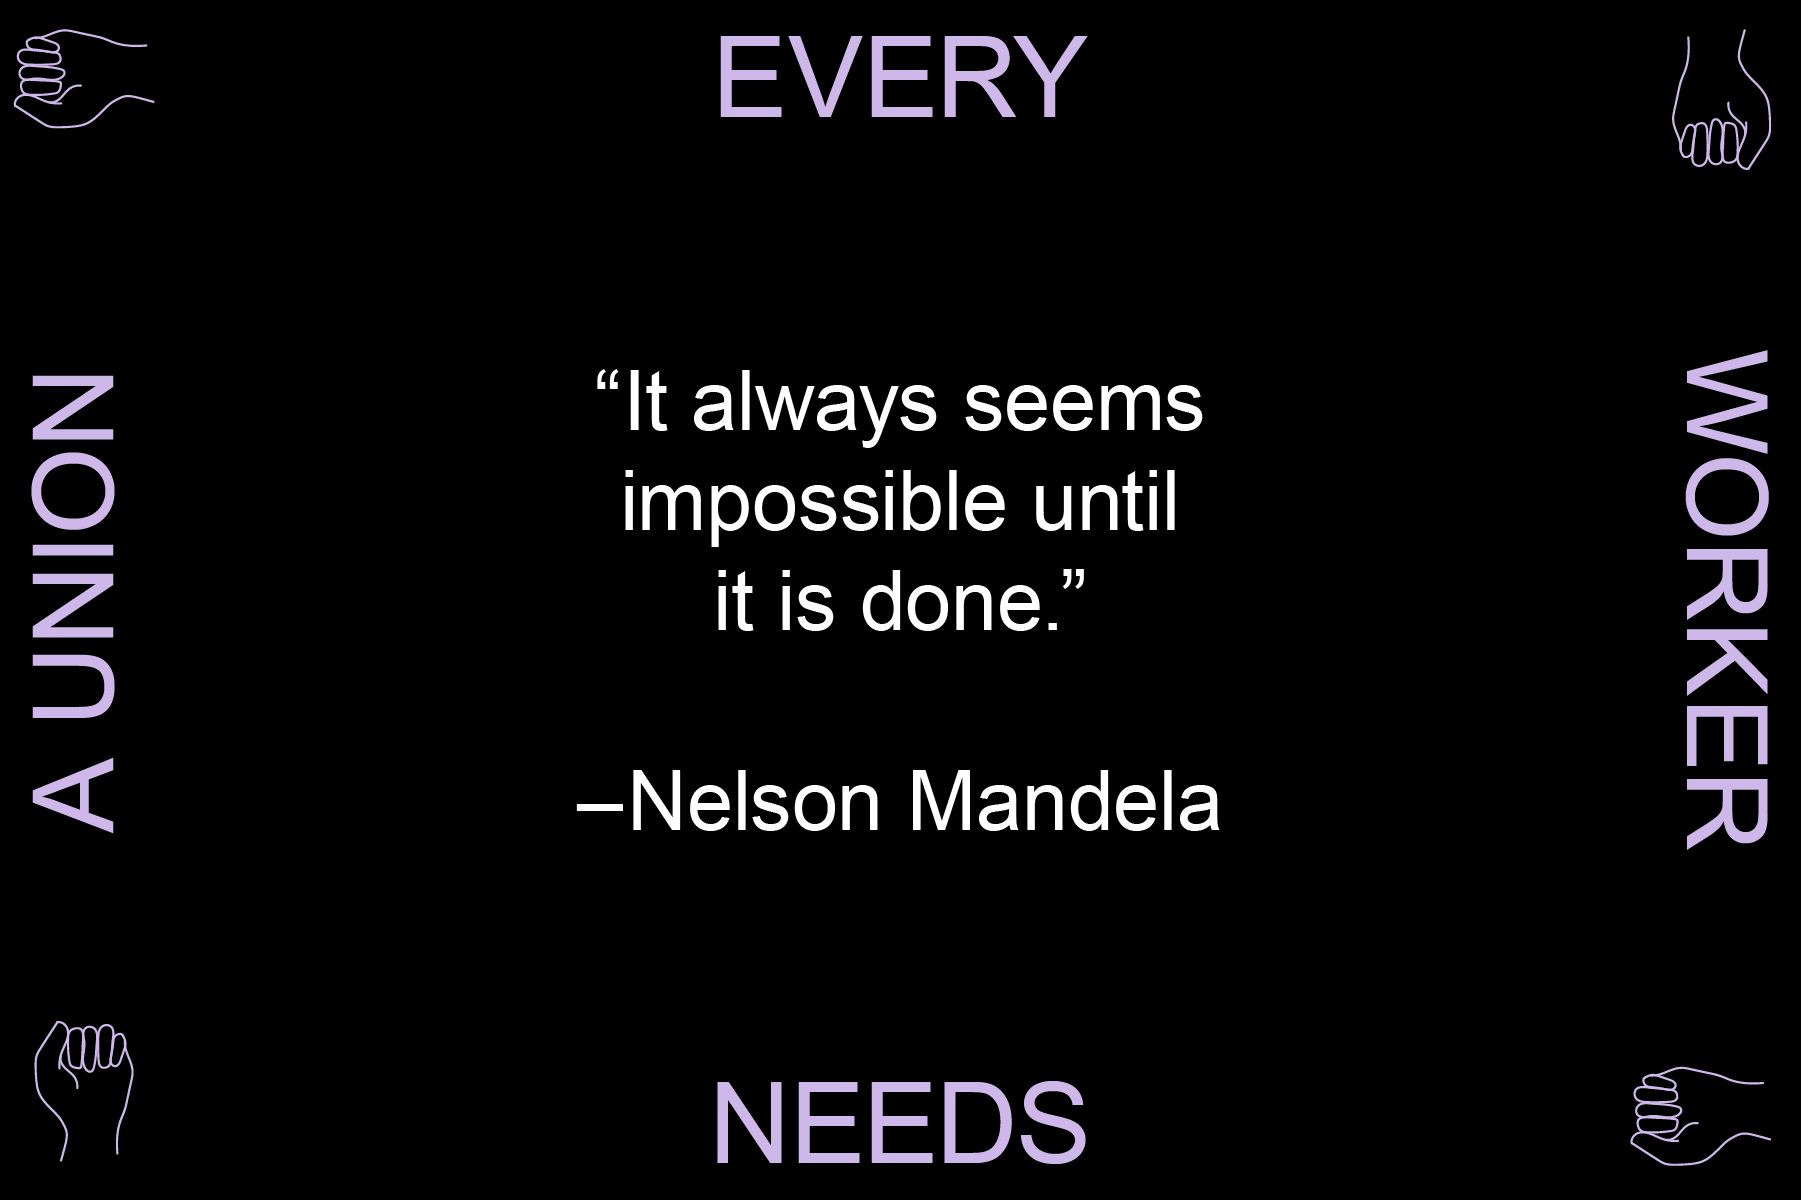 EVERY
WORKER
NEEDS
A UNION
“It always seems
impossible until
it is done.”
–Nelson Mandela